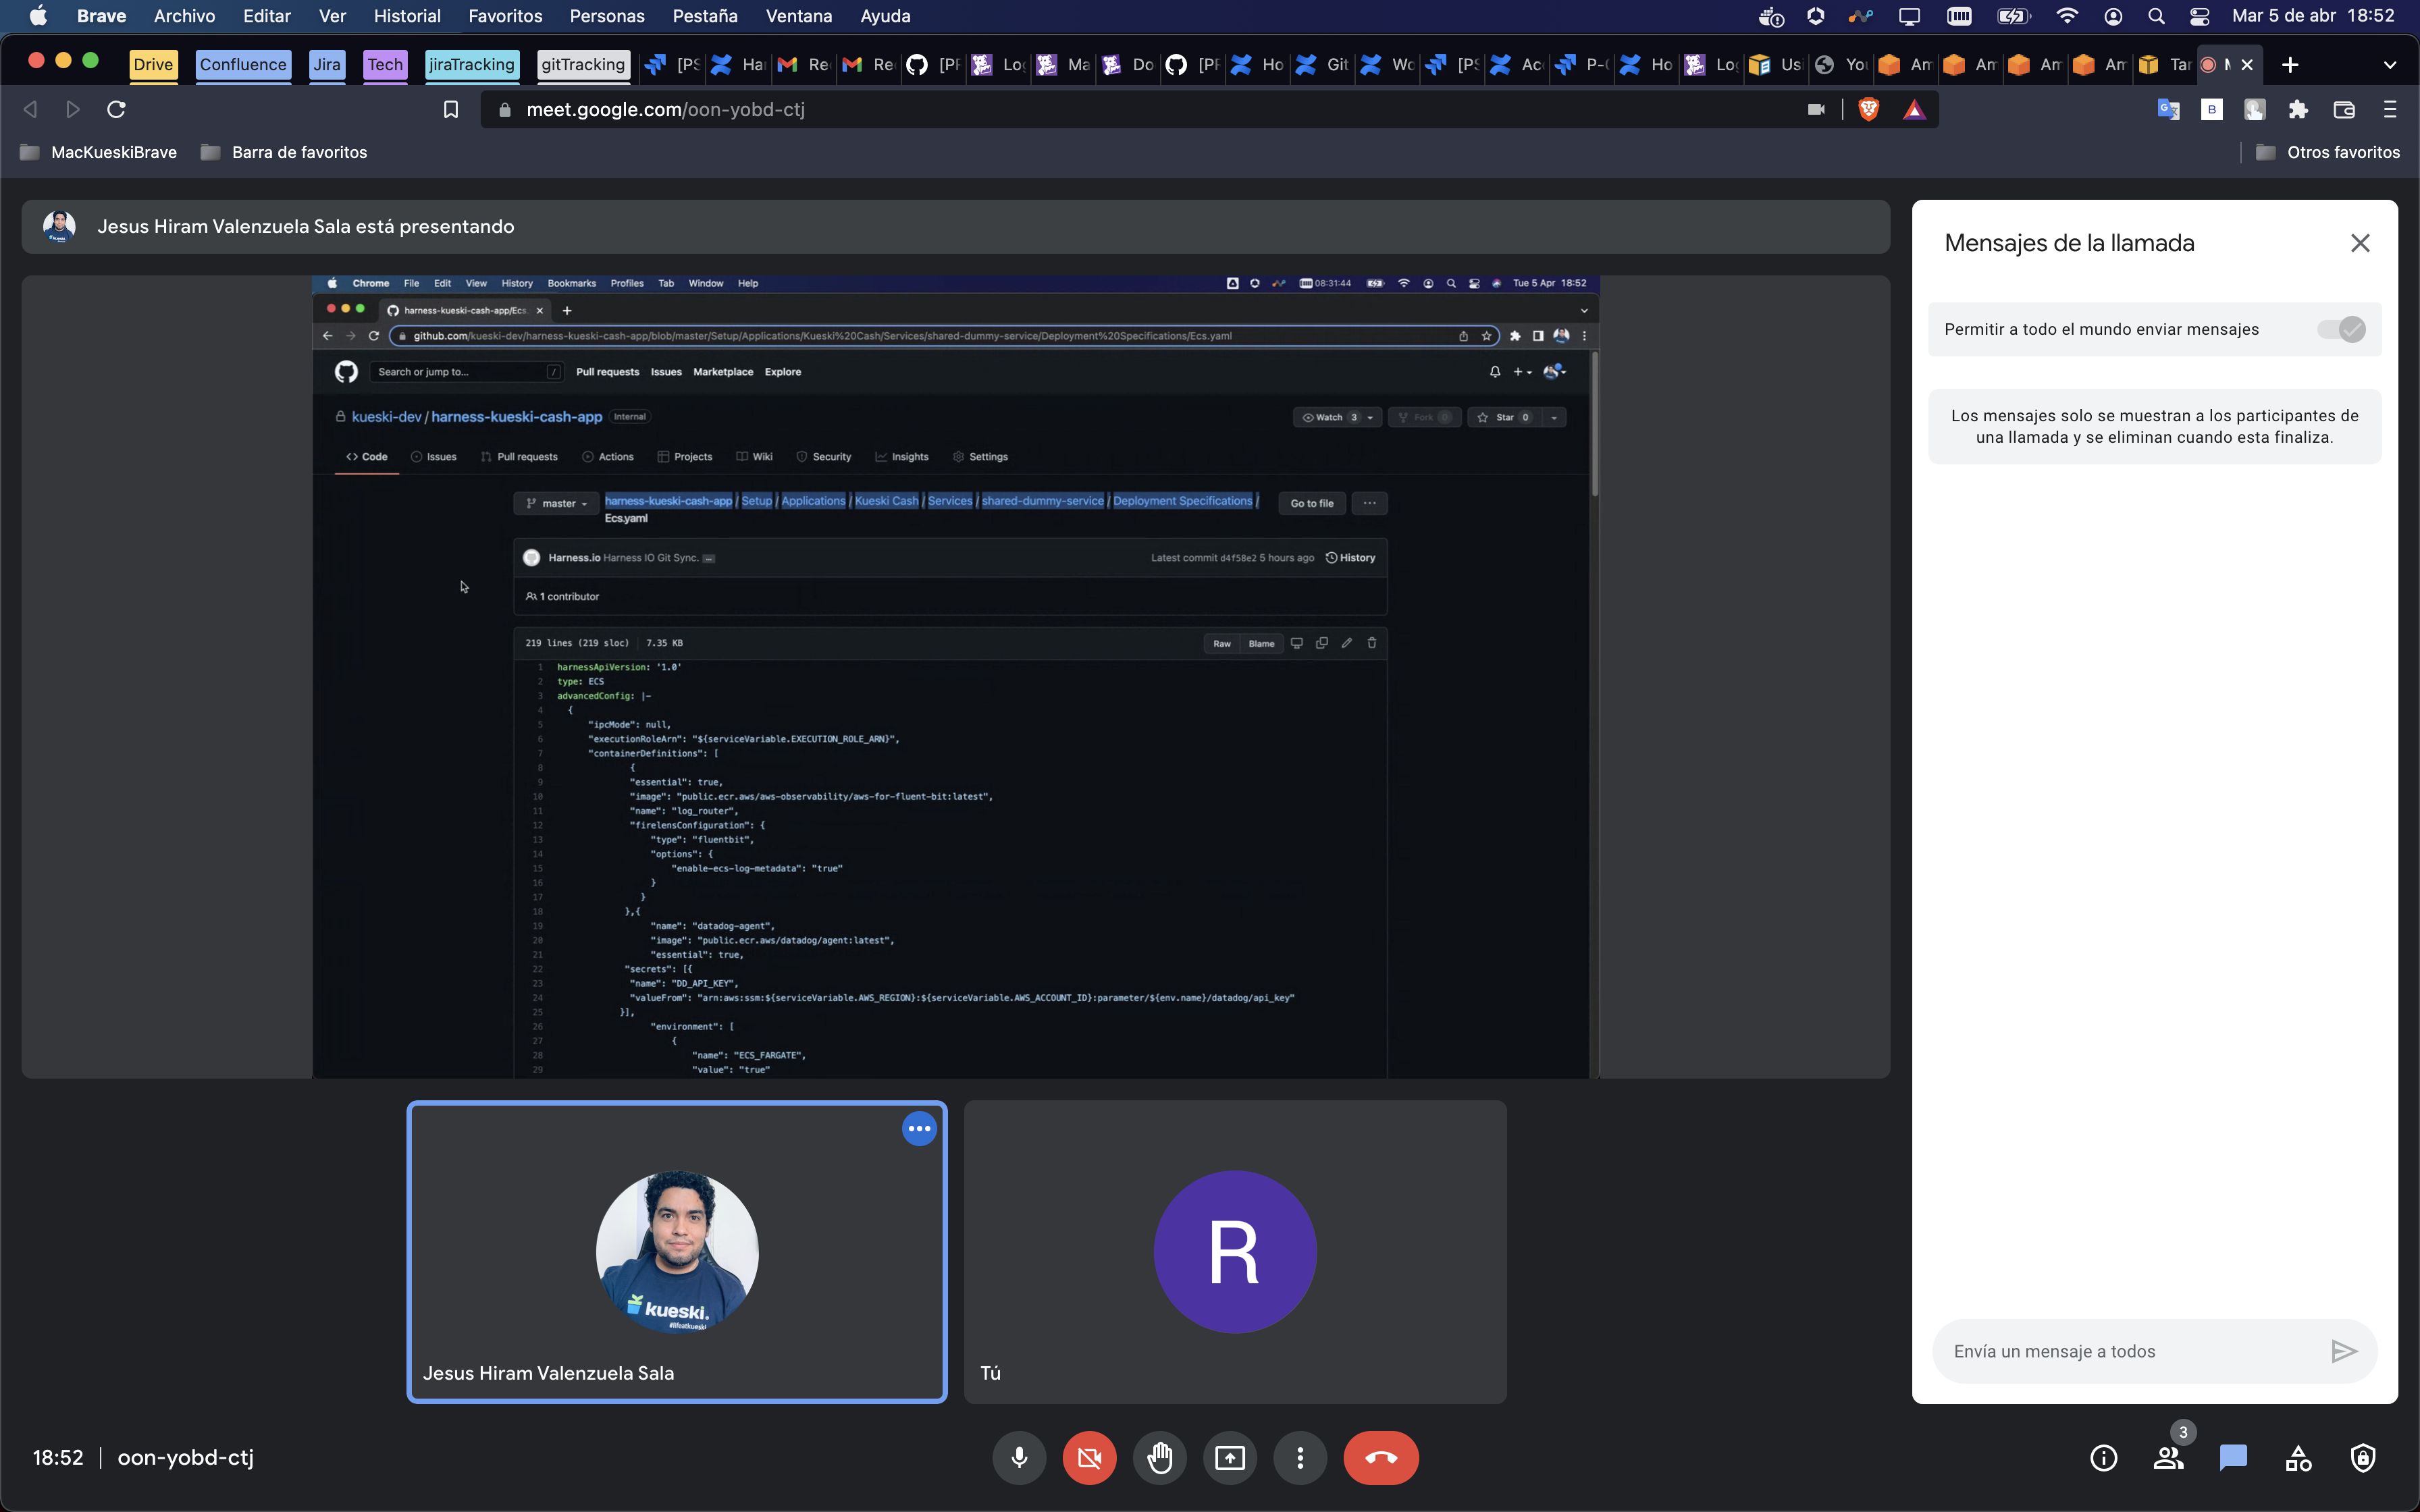 Brave Archivo Editar Ver Historial Favoritos Personas Pestaña Ventana Ayuda Mar 5 de abr 18:52
Drive Confluence Jira Tech jiraTracking gitTracking [PS Ha Re Re [PR Lo Ma Do [PR Ho Git Wo [PS Ac P-C Ho Lo Us Yo Am Am Am Am Tar
meet.google.com/oon-yobd-ctj
MacKueskiBrave Barra de favoritos Otros favoritos
Jesus Hiram Valenzuela Sala está presentando
Chrome File Edit View History Bookmarks Profiles Tab Window Help 08:31:44 Tue 5 Apr 18:52
harness-kueski-cash-app/Ecs.
github.com/kueski-dev/harness-kueski-cash-app/blob/master/Setup/Applications/Kueski%20Cash/Services/shared-dummy-service/Deployment%20Specifications/Ecs.yaml
Search or jump to... / Pull requests Issues Marketplace Explore
kueski-dev / harness-kueski-cash-app Internal Watch 3 Fork 0 Star 0
Code Issues Pull requests Actions Projects Wiki Security Insights Settings
master harness-kueski-cash-app / Setup / Applications / Kueski Cash / Services / shared-dummy-service / Deployment Specifications / Go to file ...
Ecs.yaml
Harness.io Harness IO Git Sync. ... Latest commit d4f58e2 5 hours ago History
1 contributor
219 lines (219 sloc) 7.35 KB Raw Blame
1 harnessApiVersion: '1.0'
2 type: ECS
3 advancedConfig: |-
4 {
5 "ipcMode": null,
6 "executionRoleArn": "${serviceVariable.EXECUTION_ROLE_ARN}",
7 "containerDefinitions": [
8 {
9 "essential": true,
10 "image": "public.ecr.aws/aws-observability/aws-for-fluent-bit:latest",
11 "name": "log_router",
12 "firelensConfiguration": {
13 "type": "fluentbit",
14 "options": {
15 "enable-ecs-log-metadata": "true"
16 }
17 }
18 },{
19 "name": "datadog-agent",
20 "image": "public.ecr.aws/datadog/agent:latest",
21 "essential": true,
22 "secrets": [{
23 "name": "DD_API_KEY",
24 "valueFrom": "arn:aws:ssm:${serviceVariable.AWS_REGION}:${serviceVariable.AWS_ACCOUNT_ID}:parameter/${env.name}/datadog/api_key"
25 }],
26 "environment": [
27 {
28 "name": "ECS_FARGATE",
29 "value": "true"
Mensajes de la llamada
Permitir a todo el mundo enviar mensajes
Los mensajes solo se muestran a los participantes de
una llamada y se eliminan cuando esta finaliza.
Envía un mensaje a todos
kueski.
#lifeatkueski
R
Jesus Hiram Valenzuela Sala
Tú
18:52 | oon-yobd-ctj
3